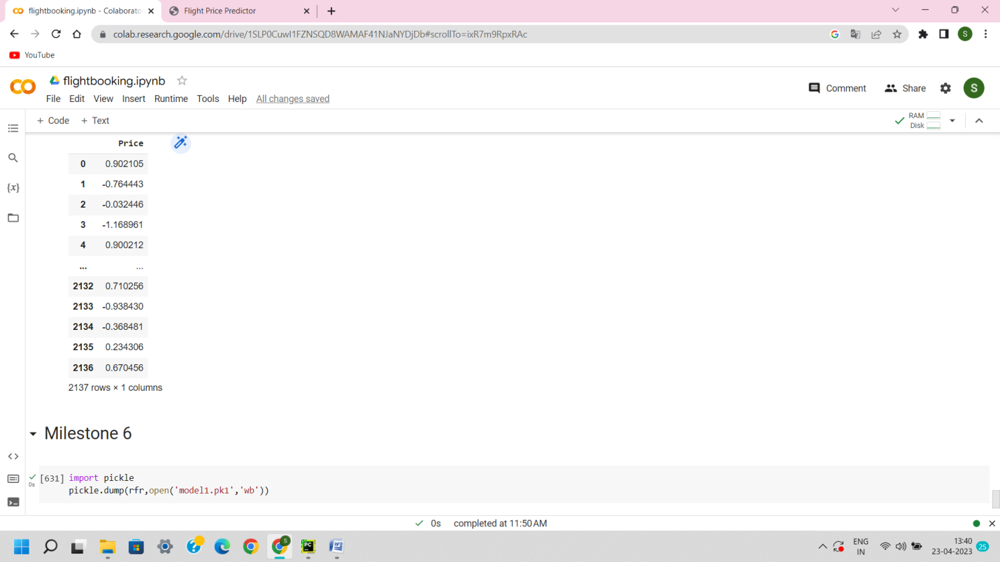 flightbooking.ipynb - Colaborato
Flight Price Predictor
colab.research.google.com/drive/1SLP0CuwI1FZNSQD8WAMAF41NJaNYDjDb#scrollTo=ixR7m9RpxRAc
S
YouTube
flightbooking.ipynb
File Edit View Insert Runtime Tools Help All changes saved
Comment Share S
+ Code + Text
RAM
Disk
Price
0 0.902105
1 -0.764443
2 -0.032446
3 -1.168961
4 0.900212
... ...
2132 0.710256
2133 -0.938430
2134 -0.368481
2135 0.234306
2136 0.670456
2137 rows × 1 columns
{x}
Milestone 6
[631] import pickle
0s
pickle.dump(rfr,open('model1.pk1','wb'))
0s completed at 11:50 AM
S
PC
ENG
IN
13:40
23-04-2023
25